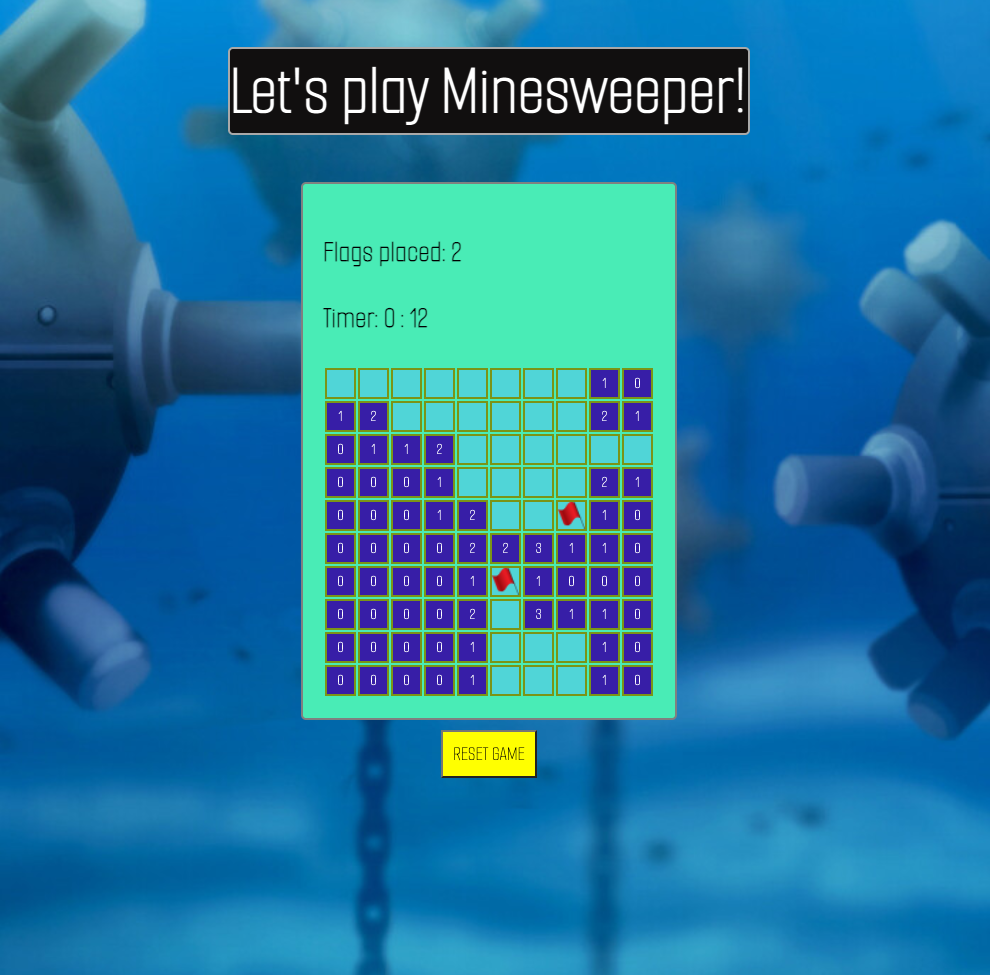 Let's play Minesweeper!
Flags placed: 2
Timer: 0 : 12
1 0
1 2 2 1
0 1 1 2
0 0 0 1 2 1
0 0 0 1 2 1 0
0 0 0 0 2 2 3 1 1 0
0 0 0 0 1 1 0 0 0
0 0 0 0 2 3 1 1 0
0 0 0 0 1 1 0
0 0 0 0 1 1 0
RESET GAME